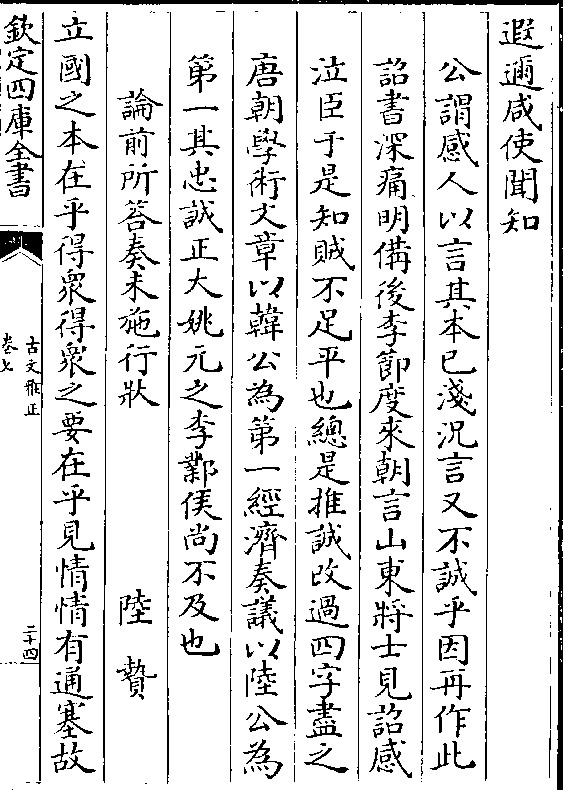 遐邇咸使聞知
公謂感人以言其本已淺況言又不誠乎因再作此
詔書深痛明備後李節度來朝言山東將士見詔感
泣臣于是知賊不足平也總是推誠改過四字盡之
唐朝學術文章以韓公為第一經濟奏議以陸公為
第一其忠誠正大姚元之李鄴侯尚不及也
論前所答奏未施行狀　陸贄
立國之本在乎得衆得衆之要在乎見情情有通塞故
欽定四庫全書
古文雅正
卷七
二十四